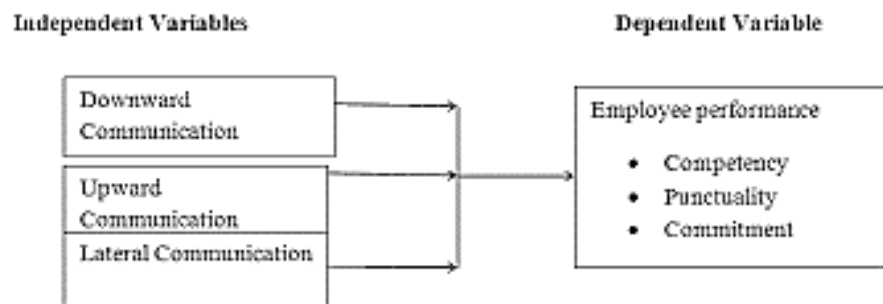 Independent Variables
Dependent Variable
Downward
Communication
Upward
Communication
Lateral Communication
Employee performance
• Competency
• Punctuality
• Commitment